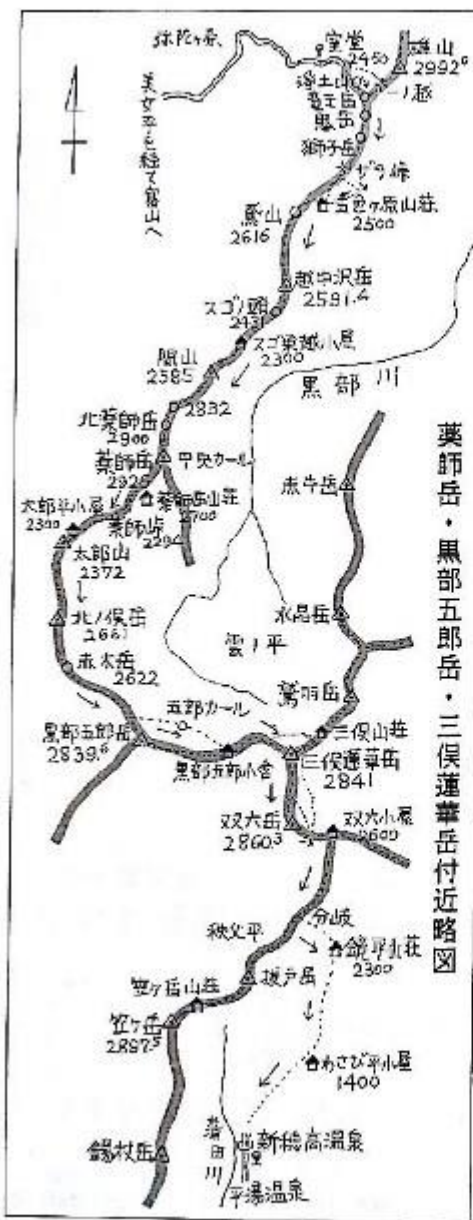 薬師岳・黒部五郎岳・三俣蓮華岳付近略図
弥陀ヶ原
室堂
2450
雄山
2992⁶
浄土山
一ノ越
竜王岳
鬼岳
獅子岳
ザラ峠
美女平を経て富山へ
五色ヶ原山荘
2500
鳶山
2616
越中沢岳
2591.4
スゴノ頭
2431
スゴ乗越小屋
2300
間山
2585
黒部川
2832
北薬師岳
2900
薬師岳
2926
中央カール
赤牛岳
薬師岳山荘
2700
太郎平小屋
2300
薬師峠
2294
太郎山
2372
水晶岳
北ノ俣岳
2661
雲ノ平
赤木岳
2622
鷲羽岳
五郎カール
三俣山荘
黒部五郎岳
2839.⁶
黒部五郎小舎
三俣蓮華岳
2841
双六岳
2860.³
双六小屋
2600
分岐
秩父平
鏡平山荘
2300
抜戸岳
笠ヶ岳山荘
笠ヶ岳
2897.⁵
わさび平小屋
1400
蒲田川
新穂高温泉
錫杖岳
平湯温泉